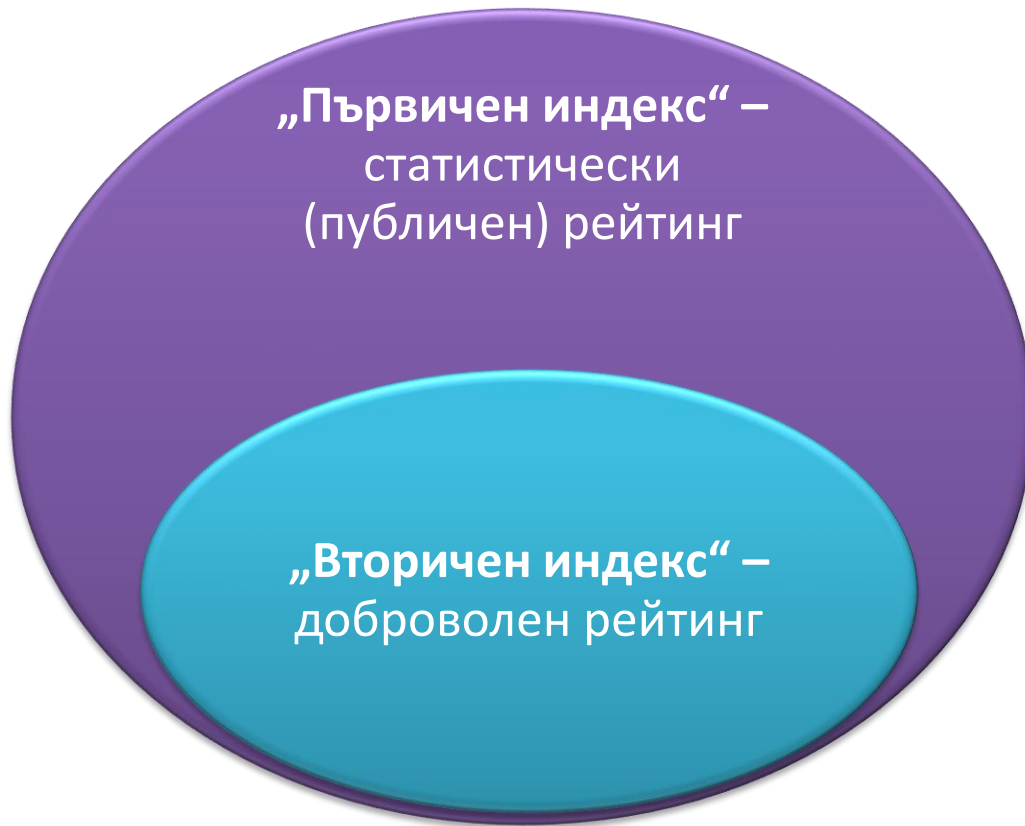 „Първичен индекс“ –
статистически
(публичен) рейтинг
„Вторичен индекс“ –
доброволен рейтинг